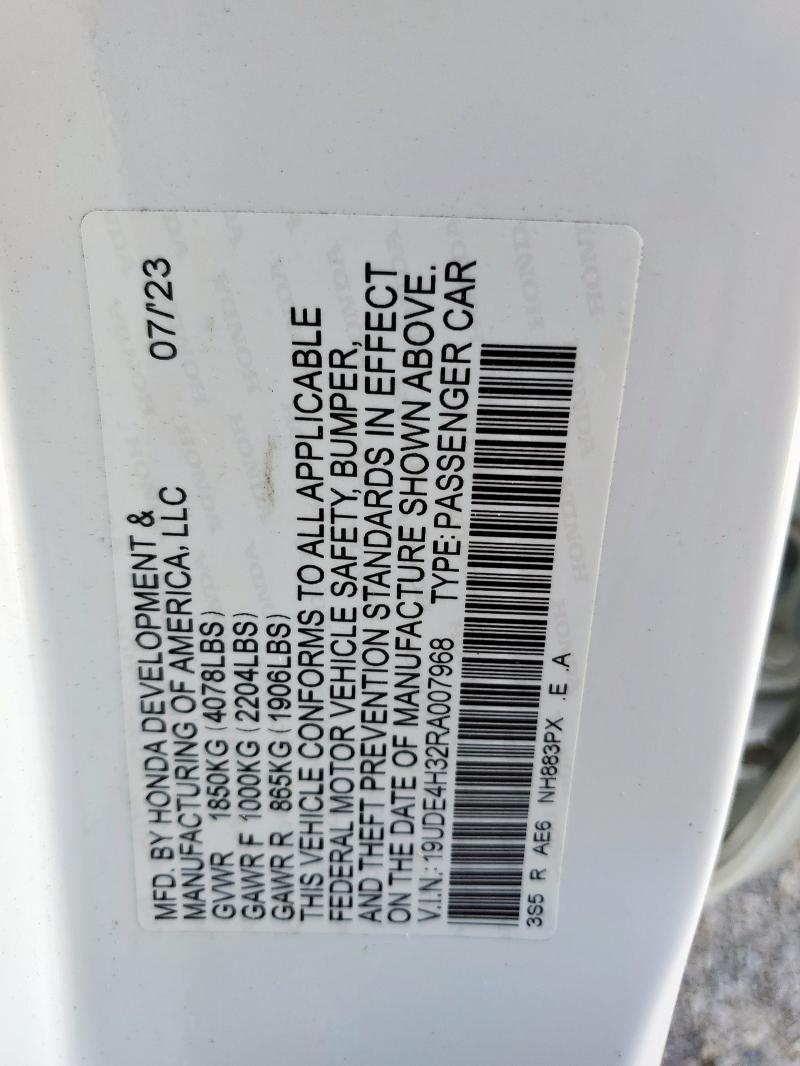 MFD. BY HONDA DEVELOPMENT & 07/'23
MANUFACTURING OF AMERICA, LLC
GVWR 1850KG (4078LBS)
GAWR F 1000KG (2204LBS)
GAWR R 865KG (1906LBS)
THIS VEHICLE CONFORMS TO ALL APPLICABLE
FEDERAL MOTOR VEHICLE SAFETY, BUMPER,
AND THEFT PREVENTION STANDARDS IN EFFECT
ON THE DATE OF MANUFACTURE SHOWN ABOVE.
V.I.N.: 19UDE4H32RA007968 TYPE: PASSENGER CAR
3S5 R AE6 NH883PX .E .A